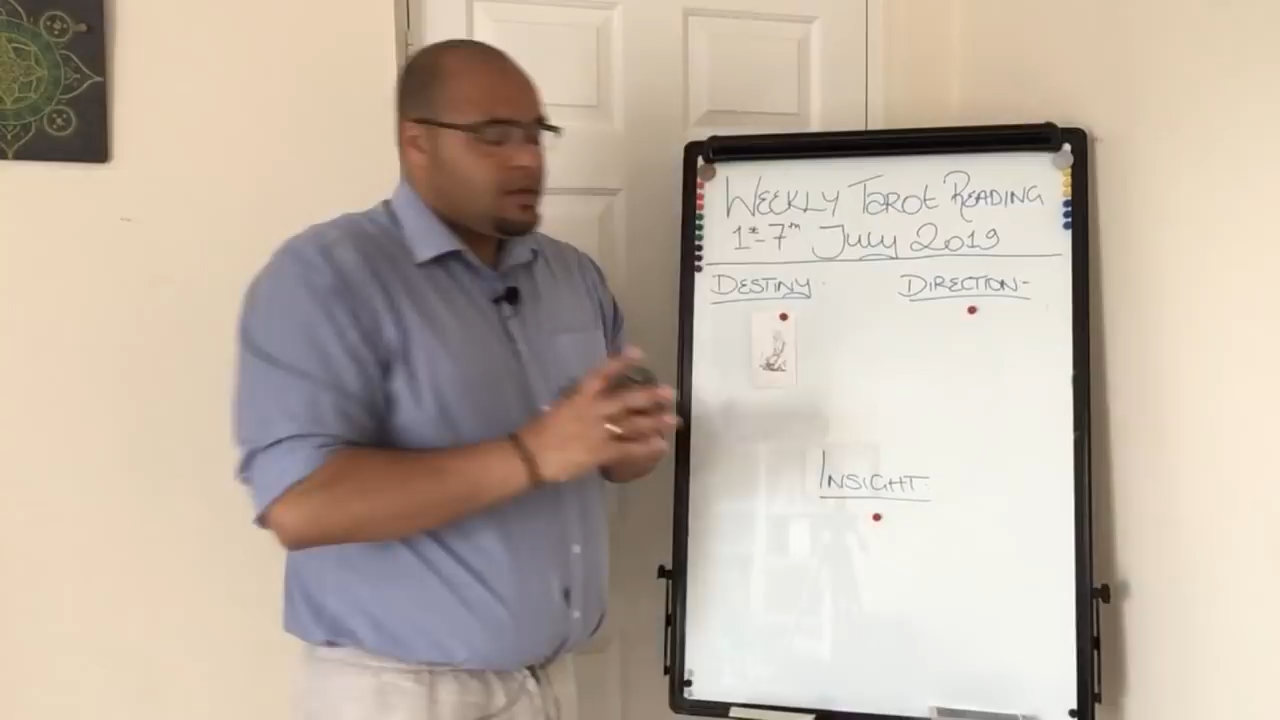 WEEKLY TAROT READING
1st-7th JULY 2019
DESTINY
DIRECTION-
INSIGHT